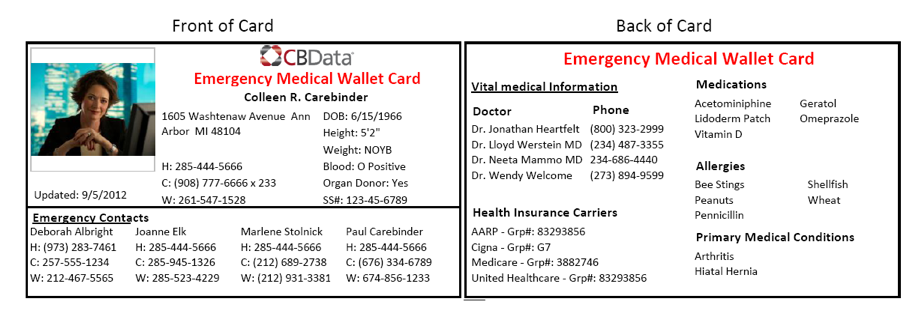 Front of Card
CBData
Emergency Medical Wallet Card
Colleen R. Carebinder
1605 Washtenaw Avenue Ann
Arbor MI 48104
H: 285-444-5666
C: (908) 777-6666 x 233
W: 261-547-1528
DOB: 6/15/1966
Height: 5'2"
Weight: NOYB
Blood: O Positive
Organ Donor: Yes
SS#: 123-45-6789
Updated: 9/5/2012
Emergency Contacts
Deborah Albright
H: (973) 283-7461
C: 257-555-1234
W: 212-467-5565
Joanne Elk
H: 285-444-5666
C: 285-945-1326
W: 285-523-4229
Marlene Stolnick
H: 285-444-5666
C: (212) 689-2738
W: (212) 931-3381
Paul Carebinder
H: 285-444-5666
C: (676) 334-6789
W: 674-856-1233
Back of Card
Emergency Medical Wallet Card
Vital medical Information
Doctor Phone
Dr. Jonathan Heartfelt (800) 323-2999
Dr. Lloyd Werstein MD (234) 487-3355
Dr. Neeta Mammo MD 234-686-4440
Dr. Wendy Welcome (273) 894-9599
Health Insurance Carriers
AARP - Grp#: 83293856
Cigna - Grp#: G7
Medicare - Grp#: 3882746
United Healthcare - Grp#: 83293856
Medications
Acetominiphine Geratol
Lidoderm Patch Omeprazole
Vitamin D
Allergies
Bee Stings Shellfish
Peanuts Wheat
Pennicillin
Primary Medical Conditions
Arthritis
Hiatal Hernia